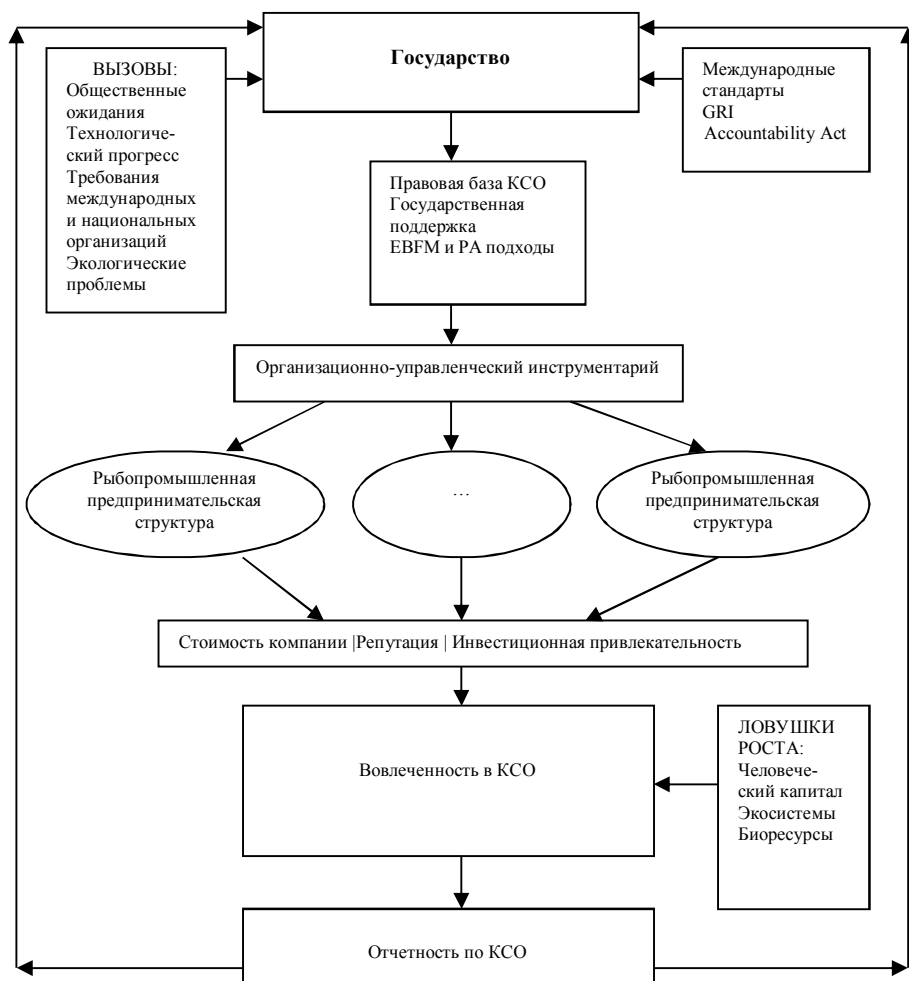 Государство
ВЫЗОВЫ:
Общественные
ожидания
Технологиче-
ский прогресс
Требования
международных
и национальных
организаций
Экологические
проблемы
Международные
стандарты
GRI
Accountability Act
Правовая база КСО
Государственная
поддержка
EBFM и PA подходы
Организационно-управленческий инструментарий
Рыбопромышленная
предпринимательская
структура
…
Рыбопромышленная
предпринимательская
структура
Стоимость компании |Репутация | Инвестиционная привлекательность
Вовлеченность в КСО
ЛОВУШКИ
РОСТА:
Человече-
ский капитал
Экосистемы
Биоресурсы
Отчетность по КСО